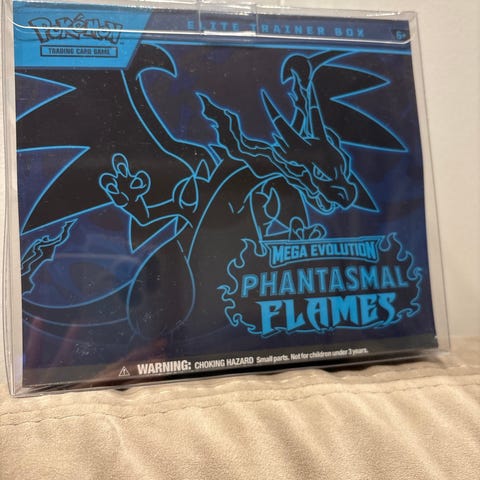 POKÉMON
TRADING CARD GAME
ELITE TRAINER BOX
6+
MEGA EVOLUTION
PHANTASMAL
FLAMES
WARNING: CHOKING HAZARD Small parts. Not for children under 3 years.